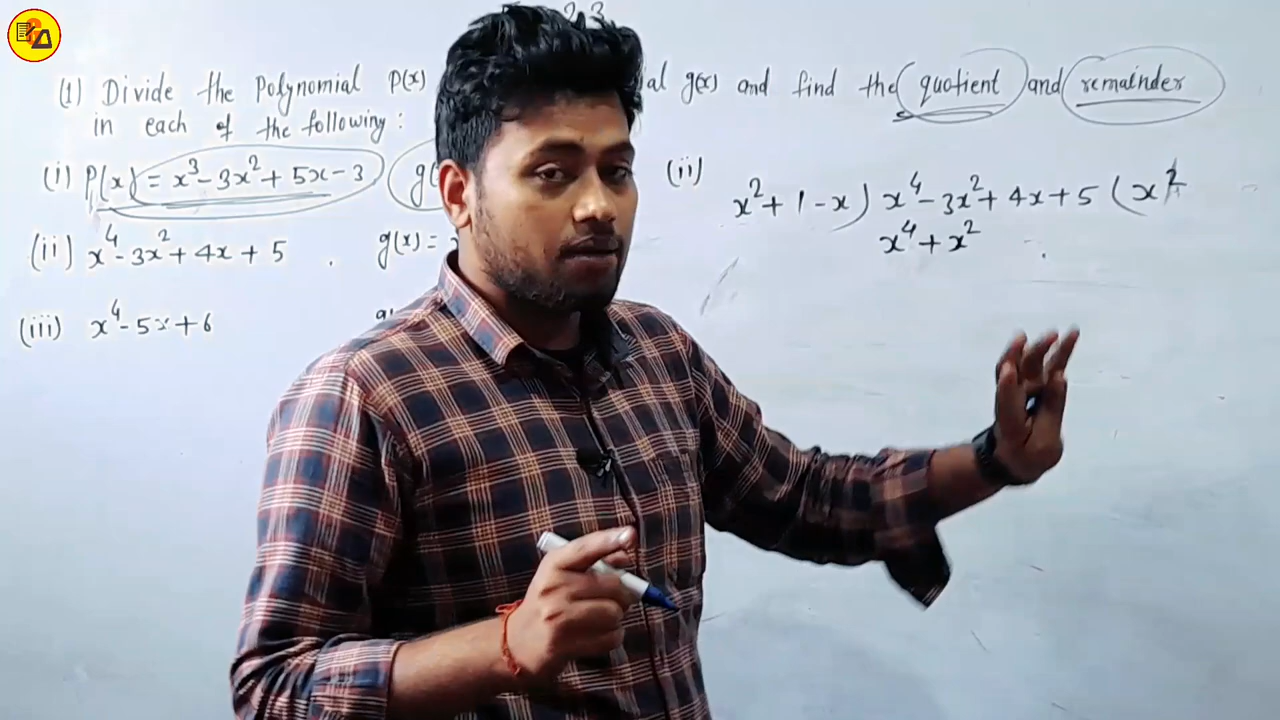 2.3
(1) Divide the Polynomial P(x) al g(x) and find the quotient and remainder
in each of the following :
(i) P(x) = x³ - 3x² + 5x - 3 g(
(ii) x⁴ - 3x² + 4x + 5 . g(x) =
(iii) x⁴ - 5x + 6
(ii)
x² + 1 - x) x⁴ - 3x² + 4x + 5 (x²
x⁴ + x²